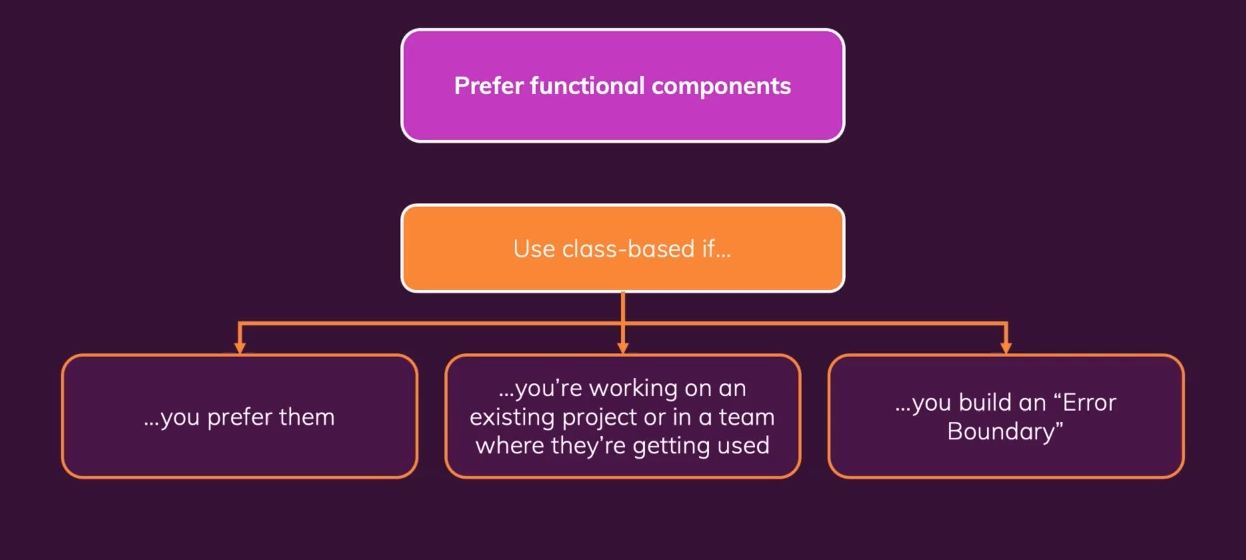 Prefer functional components
Use class-based if...
...you prefer them
...you’re working on an
existing project or in a team
where they’re getting used
...you build an “Error
Boundary”